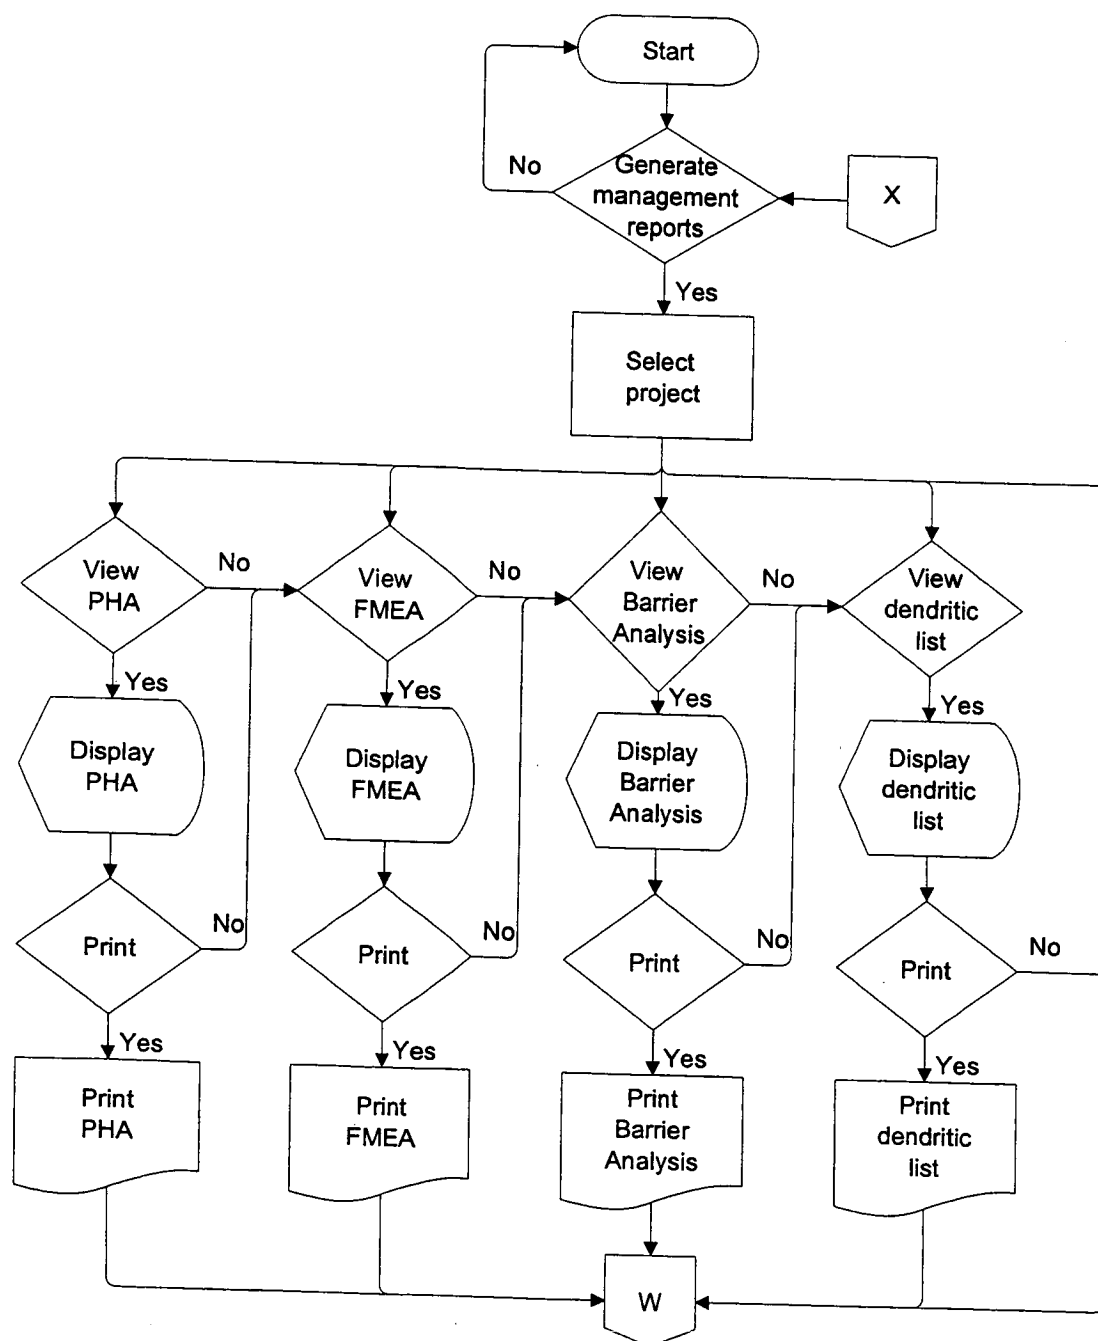 Start
No
Generate
management
reports
X
Yes
Select
project
View
PHA
No
View
FMEA
No
View
Barrier
Analysis
No
View
dendritic
list
Yes
Yes
Yes
Yes
Display
PHA
Display
FMEA
Display
Barrier
Analysis
Display
dendritic
list
Print
No
Print
No
Print
No
Print
No
Yes
Yes
Yes
Yes
Print
PHA
Print
FMEA
Print
Barrier
Analysis
Print
dendritic
list
W